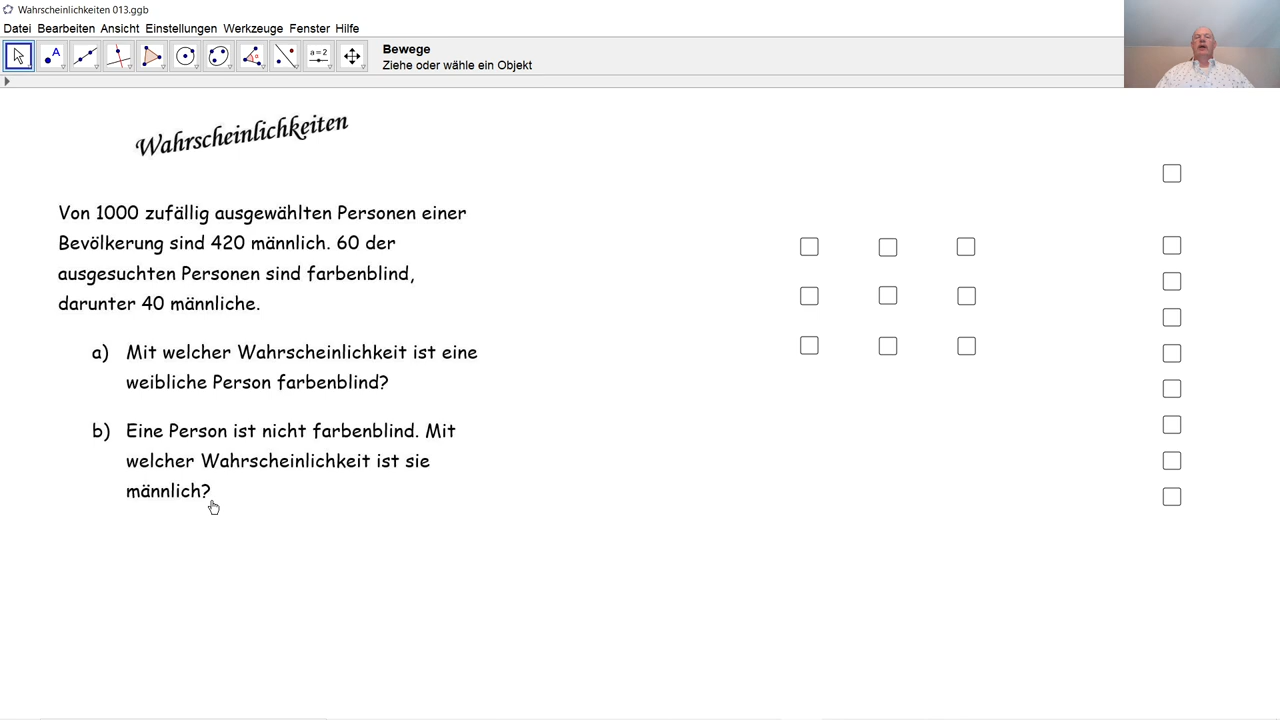 Wahrscheinlichkeiten 013.ggb
Datei Bearbeiten Ansicht Einstellungen Werkzeuge Fenster Hilfe
A
a=2
Bewege
Ziehe oder wähle ein Objekt
Wahrscheinlichkeiten
Von 1000 zufällig ausgewählten Personen einer
Bevölkerung sind 420 männlich. 60 der
ausgesuchten Personen sind farbenblind,
darunter 40 männliche.
a) Mit welcher Wahrscheinlichkeit ist eine
weibliche Person farbenblind?
b) Eine Person ist nicht farbenblind. Mit
welcher Wahrscheinlichkeit ist sie
männlich?